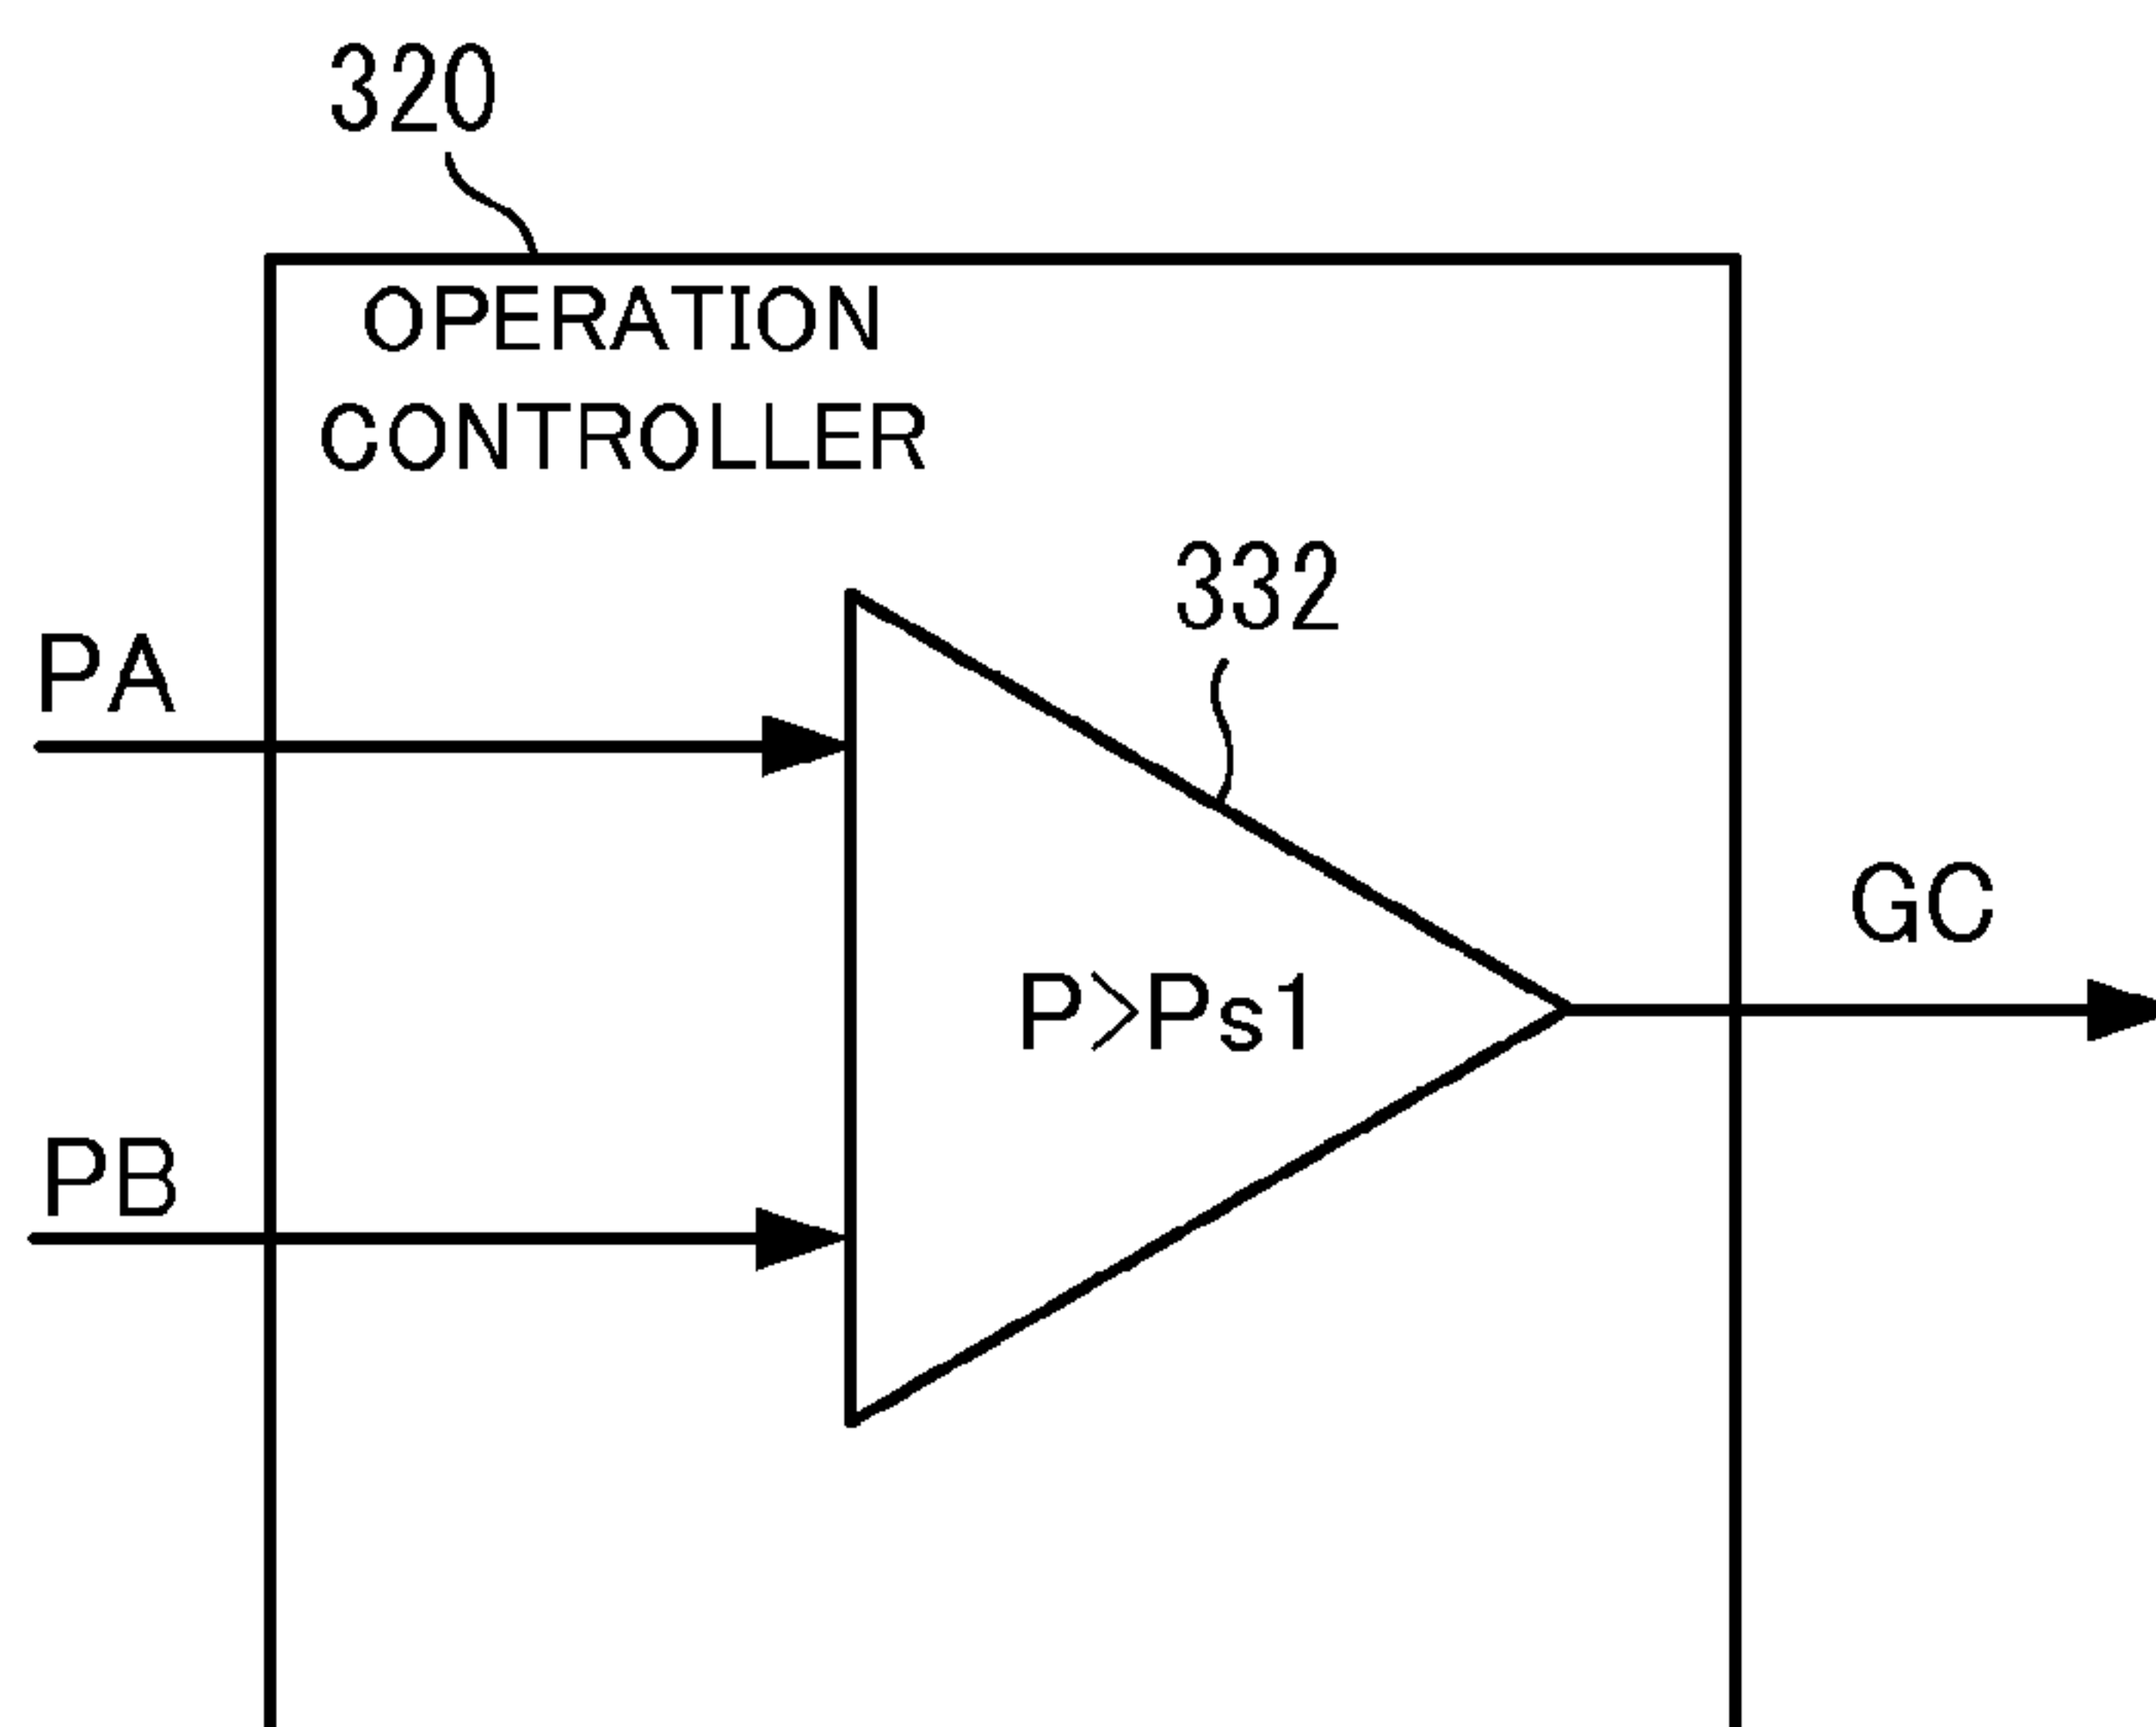 320
OPERATION
CONTROLLER
332
PA
GC
P>Ps1
PB